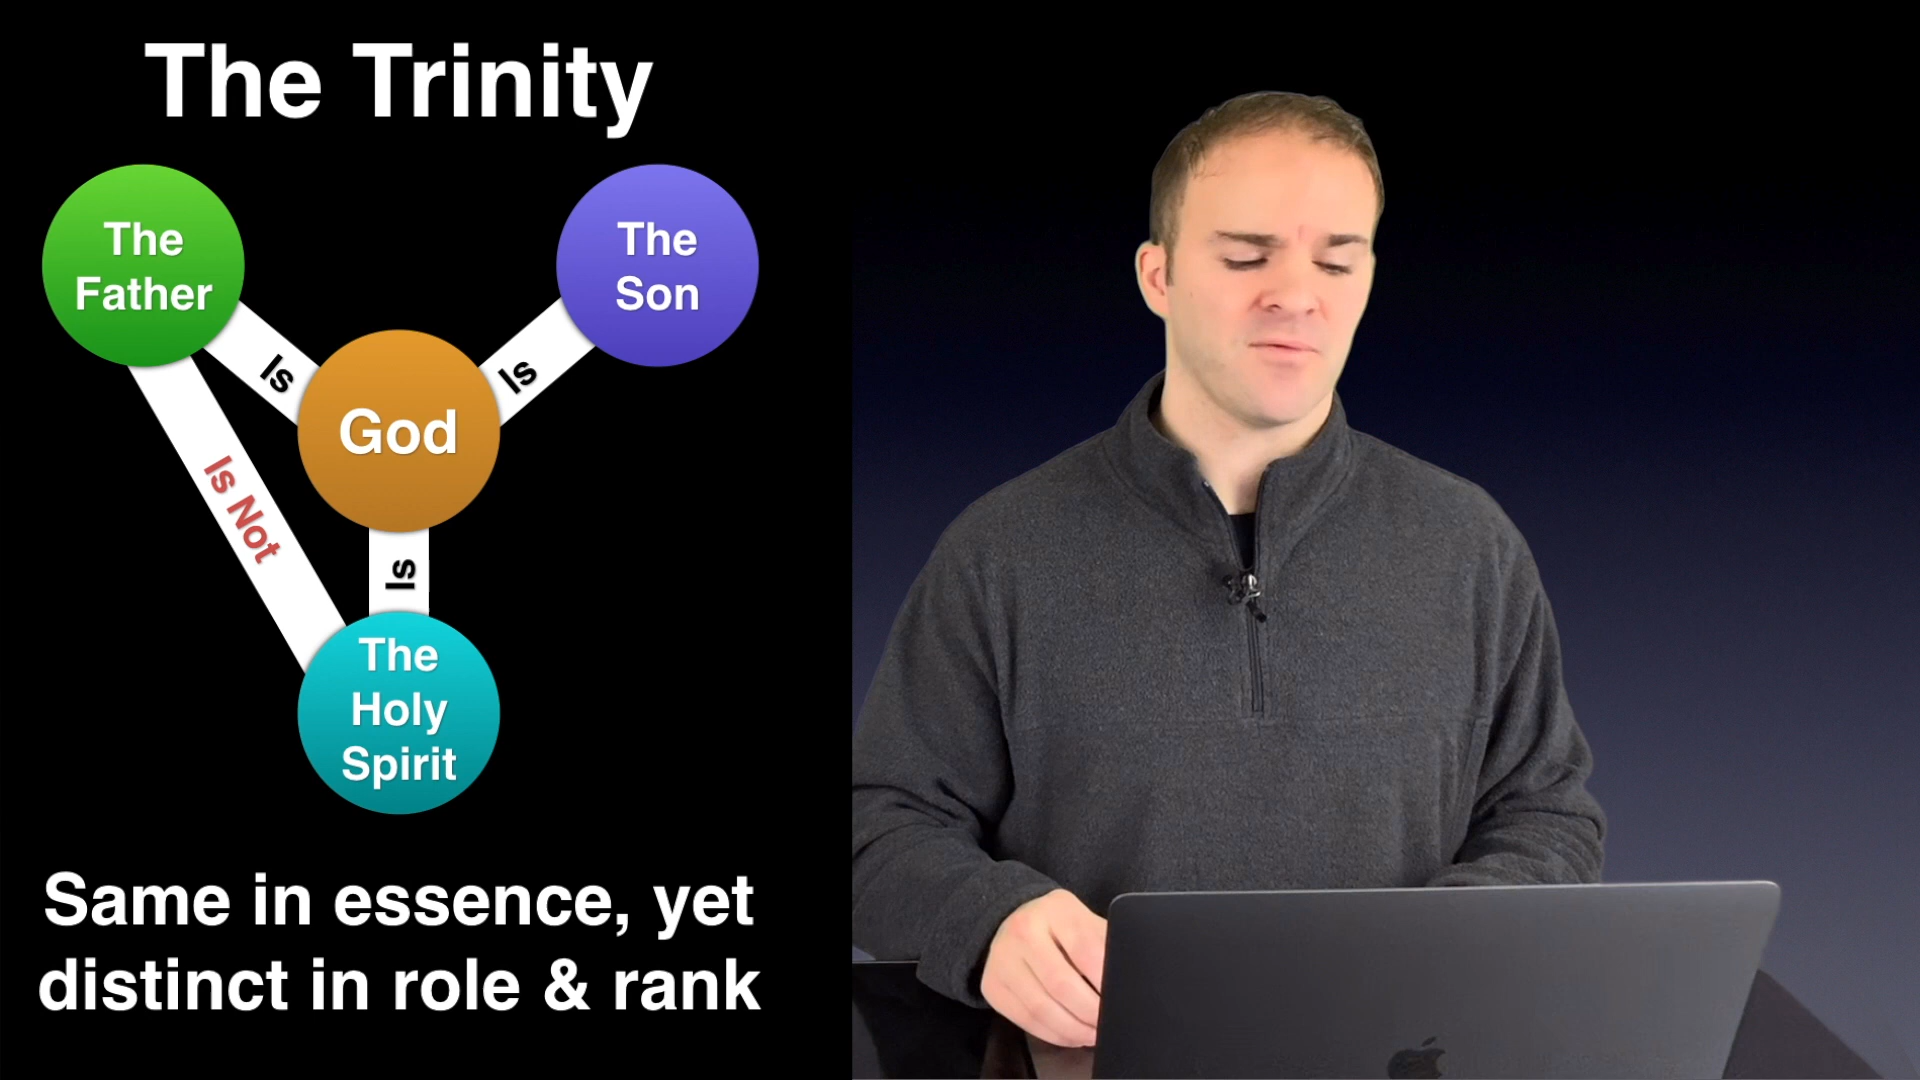 The Trinity
The
Father
The
Son
Is
Is
God
Is Not
Is
The
Holy
Spirit
Same in essence, yet
distinct in role & rank